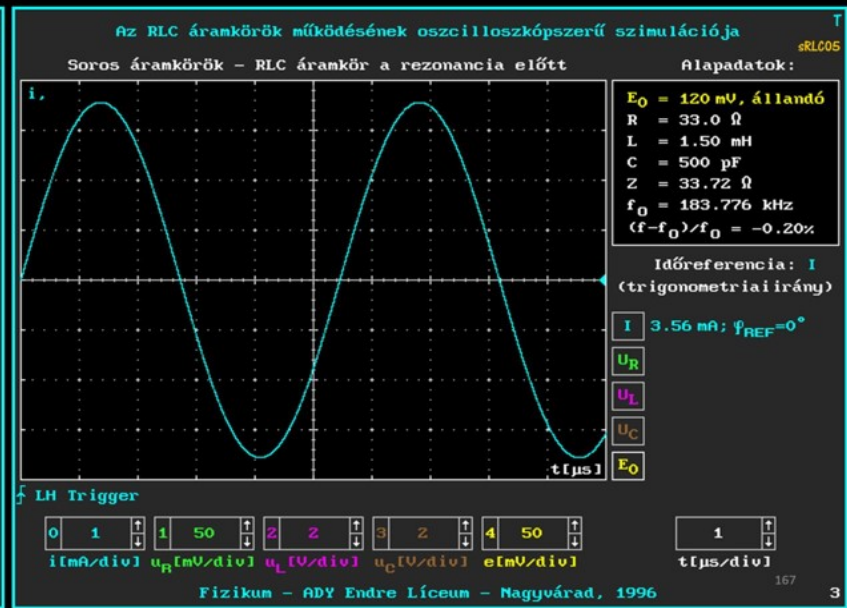 T
Az RLC áramkörök működésének oszcilloszkópszerű szimulációja
sRLC05
Soros áramkörök – RLC áramkör a rezonancia előtt
Alapadatok:
i,
E₀ = 120 mV, állandó
R = 33.0 Ω
L = 1.50 mH
C = 500 pF
Z = 33.72 Ω
f₀ = 183.776 kHz
(f-f₀)/f₀ = -0.20%
Időreferencia: I
(trigonometriaiirány)
I 3.56 mA; φREF=0°
UR
UL
UC
E₀
t[µs]
LH Trigger
0 1 ↑↓ 1 50 ↑↓ 2 2 ↑↓ 3 2 ↑↓ 4 50 ↑↓ 1 ↑↓
i[mA/div] uR[mV/div] uL[V/div] uC[V/div] e[mV/div] t[µs/div]
167
Fizikum – ADY Endre Líceum – Nagyvárad, 1996
3